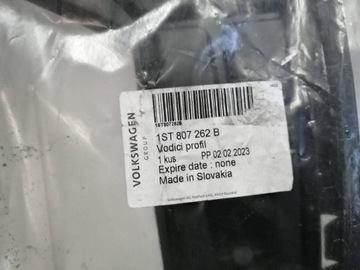 VOLKSWAGEN
GROUP
1ST807262B
1ST 807 262 B
Vodici profil
1 kus PP 02.02.2023
Expire date : none
Made in Slovakia